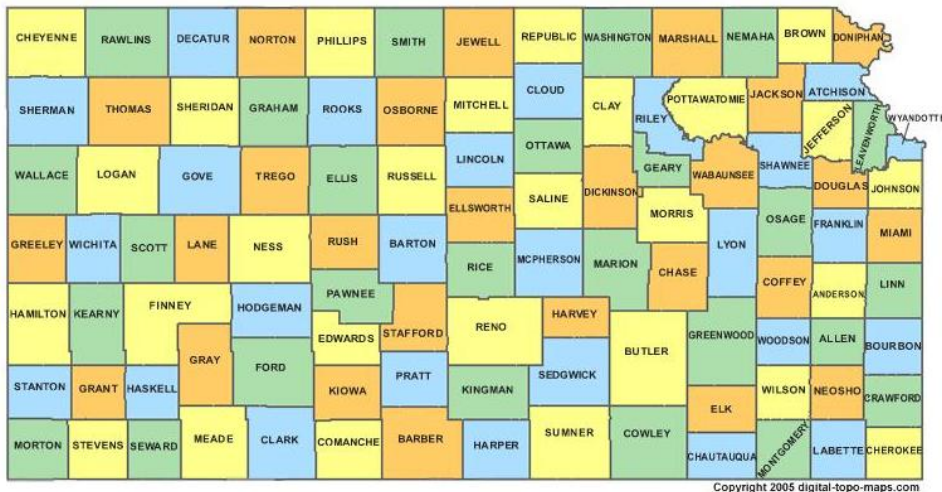 CHEYENNE
RAWLINS
DECATUR
NORTON
PHILLIPS
SMITH
JEWELL
REPUBLIC
WASHINGTON
MARSHALL
NEMAHA
BROWN
DONIPHAN
SHERMAN
THOMAS
SHERIDAN
GRAHAM
ROOKS
OSBORNE
MITCHELL
CLOUD
CLAY
RILEY
POTTAWATOMIE
JACKSON
ATCHISON
JEFFERSON
LEAVENWORTH
WYANDOTTE
WALLACE
LOGAN
GOVE
TREGO
ELLIS
RUSSELL
LINCOLN
OTTAWA
GEARY
WABAUNSEE
SHAWNEE
DOUGLAS
JOHNSON
ELLSWORTH
SALINE
DICKINSON
MORRIS
GREELEY
WICHITA
SCOTT
LANE
NESS
RUSH
BARTON
RICE
MCPHERSON
MARION
CHASE
LYON
OSAGE
FRANKLIN
MIAMI
HAMILTON
KEARNY
FINNEY
HODGEMAN
PAWNEE
STAFFORD
EDWARDS
RENO
HARVEY
BUTLER
GREENWOOD
COFFEY
ANDERSON
LINN
GRAY
FORD
WOODSON
ALLEN
BOURBON
STANTON
GRANT
HASKELL
KIOWA
PRATT
KINGMAN
SEDGWICK
ELK
WILSON
NEOSHO
CRAWFORD
MORTON
STEVENS
SEWARD
MEADE
CLARK
COMANCHE
BARBER
HARPER
SUMNER
COWLEY
CHAUTAUQUA
MONTGOMERY
LABETTE
CHEROKEE
Copyright 2005 digital-topo-maps.com